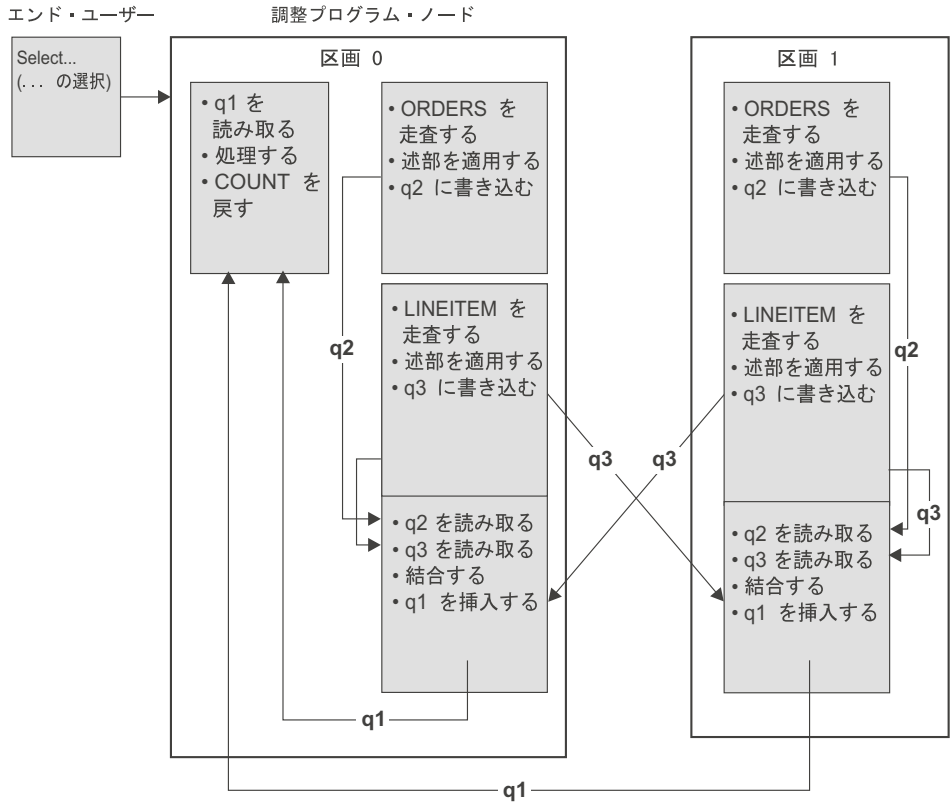 エンド・ユーザー
調整プログラム・ノード
Select...
(... の選択)
区画 0
• q1 を
読み取る
• 処理する
• COUNT を
戻す
• ORDERS を
走査する
• 述部を適用する
• q2 に書き込む
q2
• LINEITEM を
走査する
• 述部を適用する
• q3 に書き込む
• q2 を読み取る
• q3 を読み取る
• 結合する
• q1 を挿入する
q1
q3
q3
区画 1
• ORDERS を
走査する
• 述部を適用する
• q2 に書き込む
q2
• LINEITEM を
走査する
• 述部を適用する
• q3 に書き込む
q3
• q2 を読み取る
• q3 を読み取る
• 結合する
• q1 を挿入する
q1